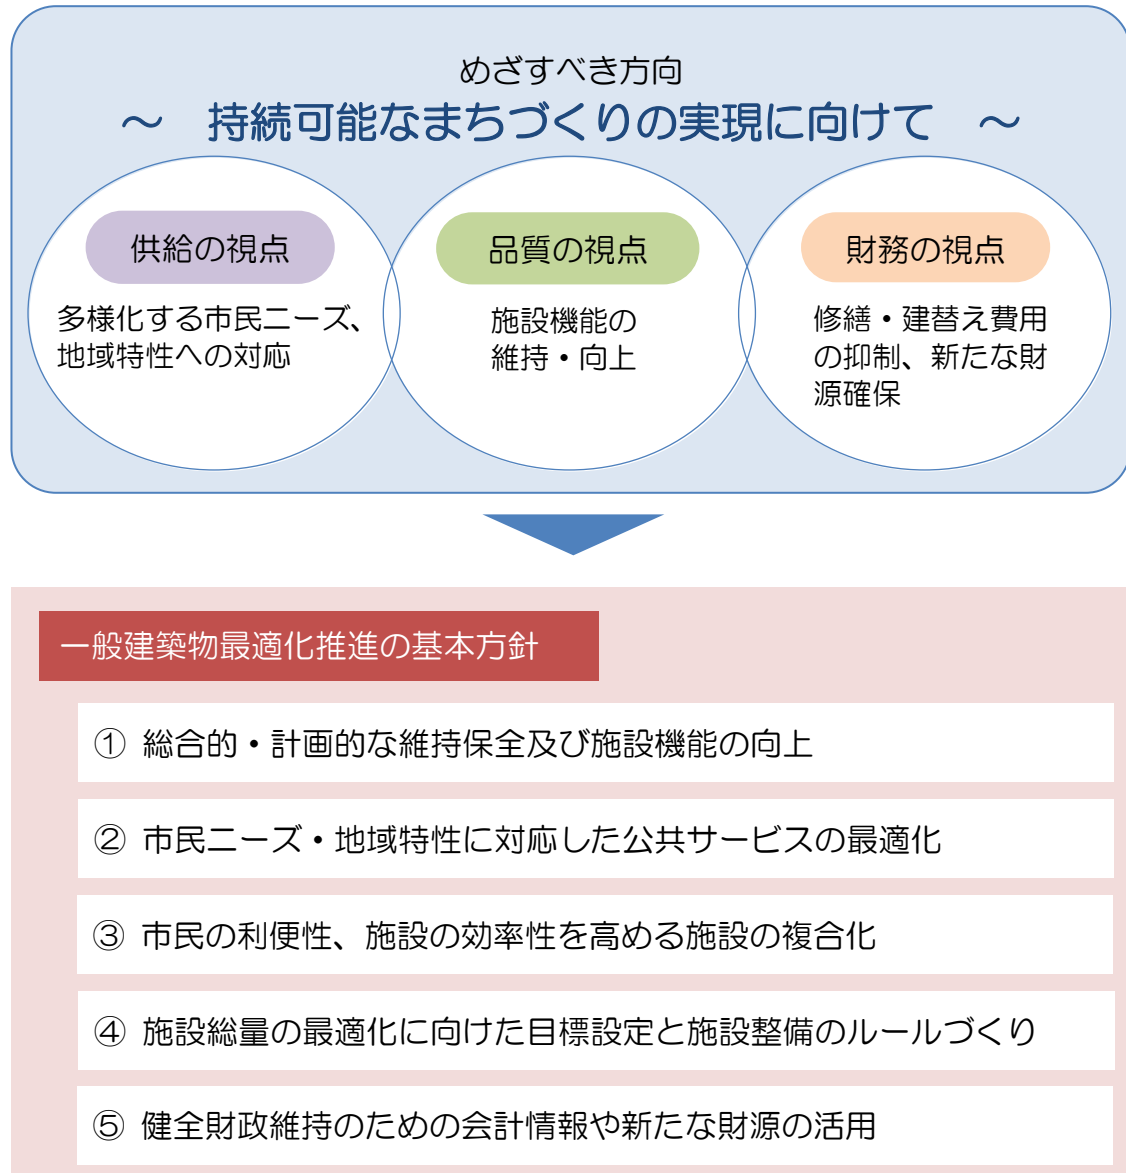 めざすべき方向
～　持続可能なまちづくりの実現に向けて　～
供給の視点
多様化する市民ニーズ、
地域特性への対応
品質の視点
施設機能の
維持・向上
財務の視点
修繕・建替え費用
の抑制、新たな財
源確保
一般建築物最適化推進の基本方針
① 総合的・計画的な維持保全及び施設機能の向上
② 市民ニーズ・地域特性に対応した公共サービスの最適化
③ 市民の利便性、施設の効率性を高める施設の複合化
④ 施設総量の最適化に向けた目標設定と施設整備のルールづくり
⑤ 健全財政維持のための会計情報や新たな財源の活用